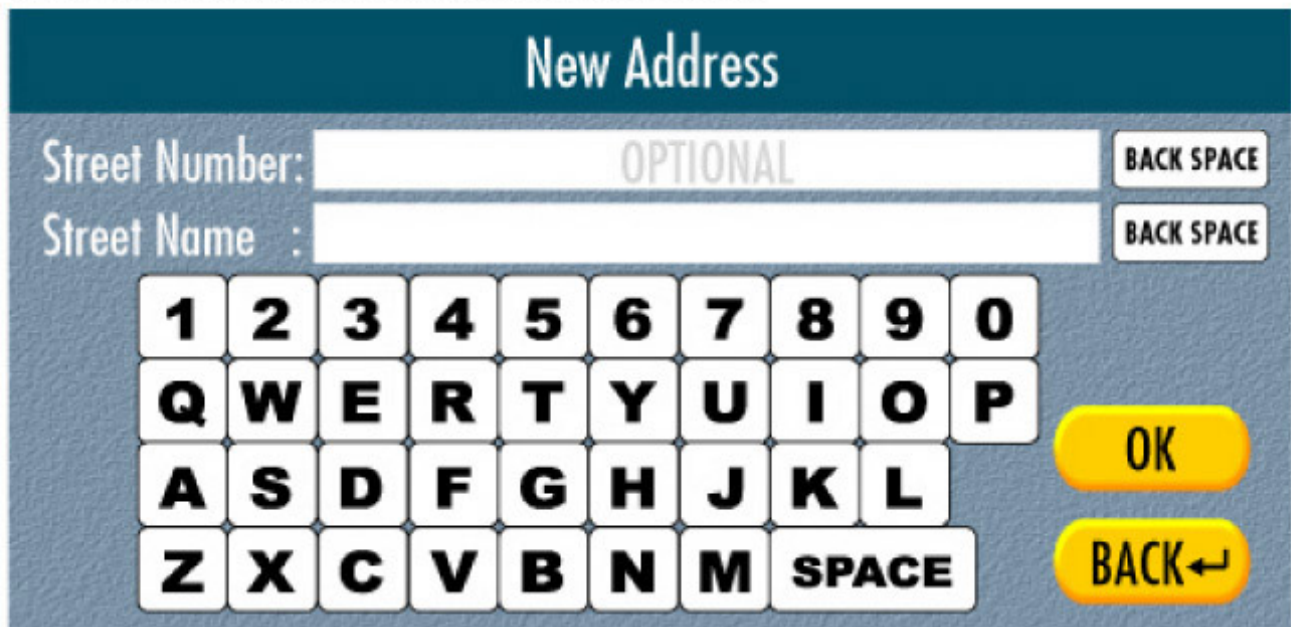 New Address
Street Number: OPTIONAL BACK SPACE
Street Name : BACK SPACE
1 2 3 4 5 6 7 8 9 0
Q W E R T Y U I O P
OK
A S D F G H J K L
Z X C V B N M SPACE
BACK